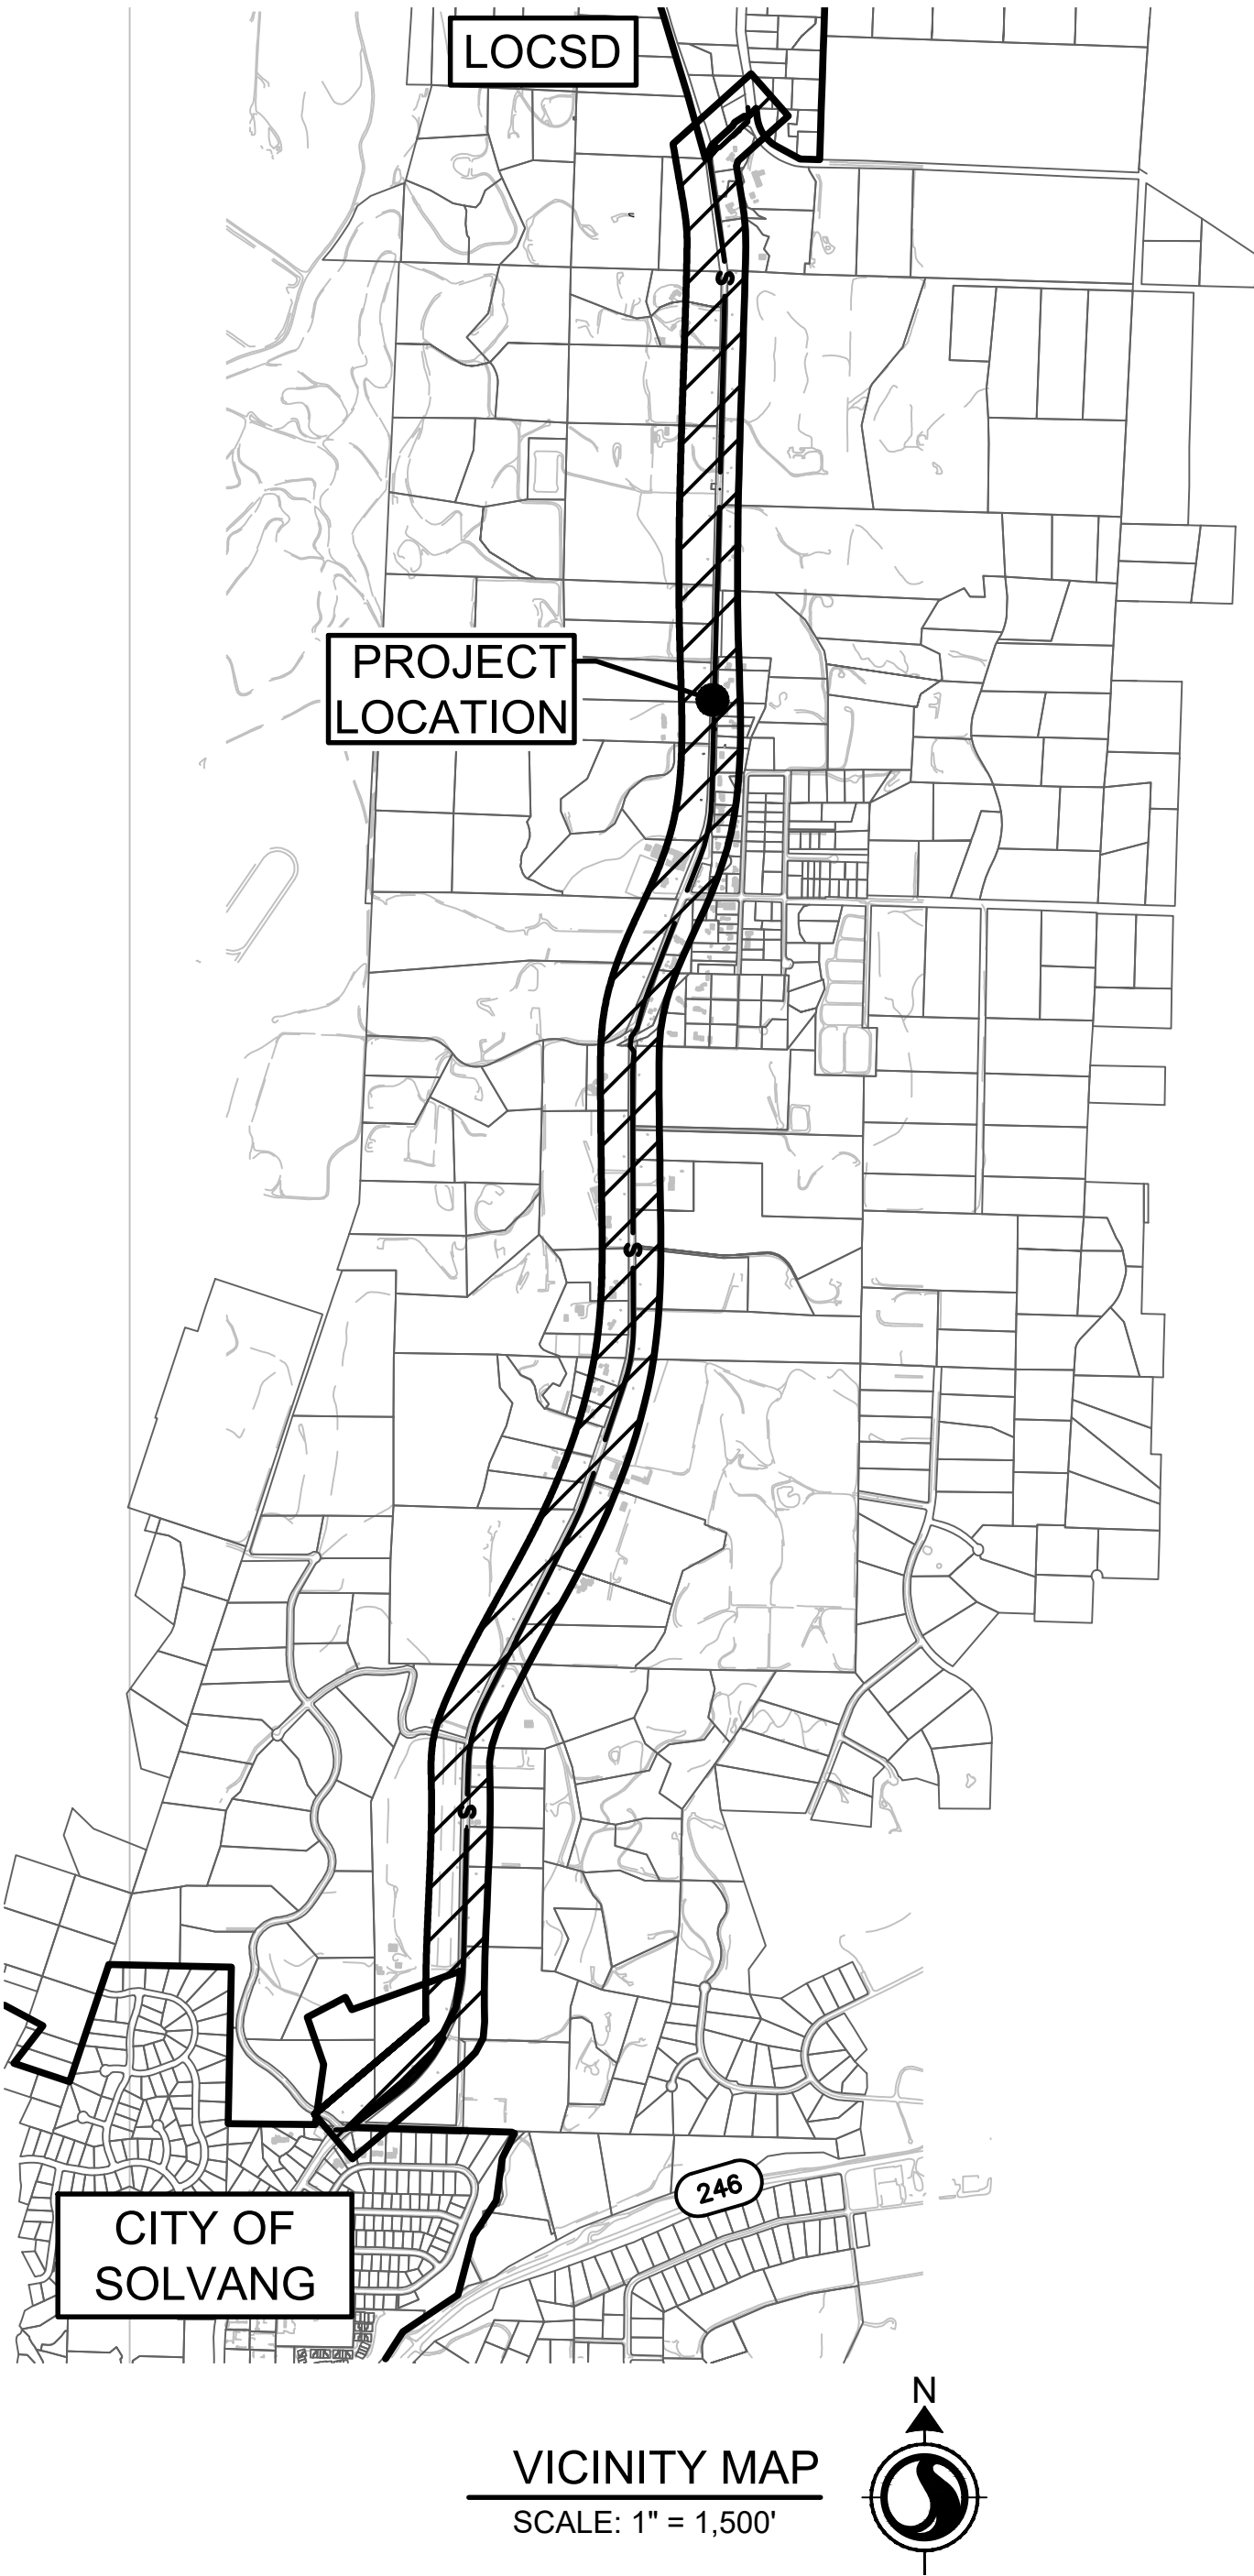 LOCSD
S
PROJECT
LOCATION
S
S
246
CITY OF
SOLVANG
N
VICINITY MAP
SCALE: 1" = 1,500'